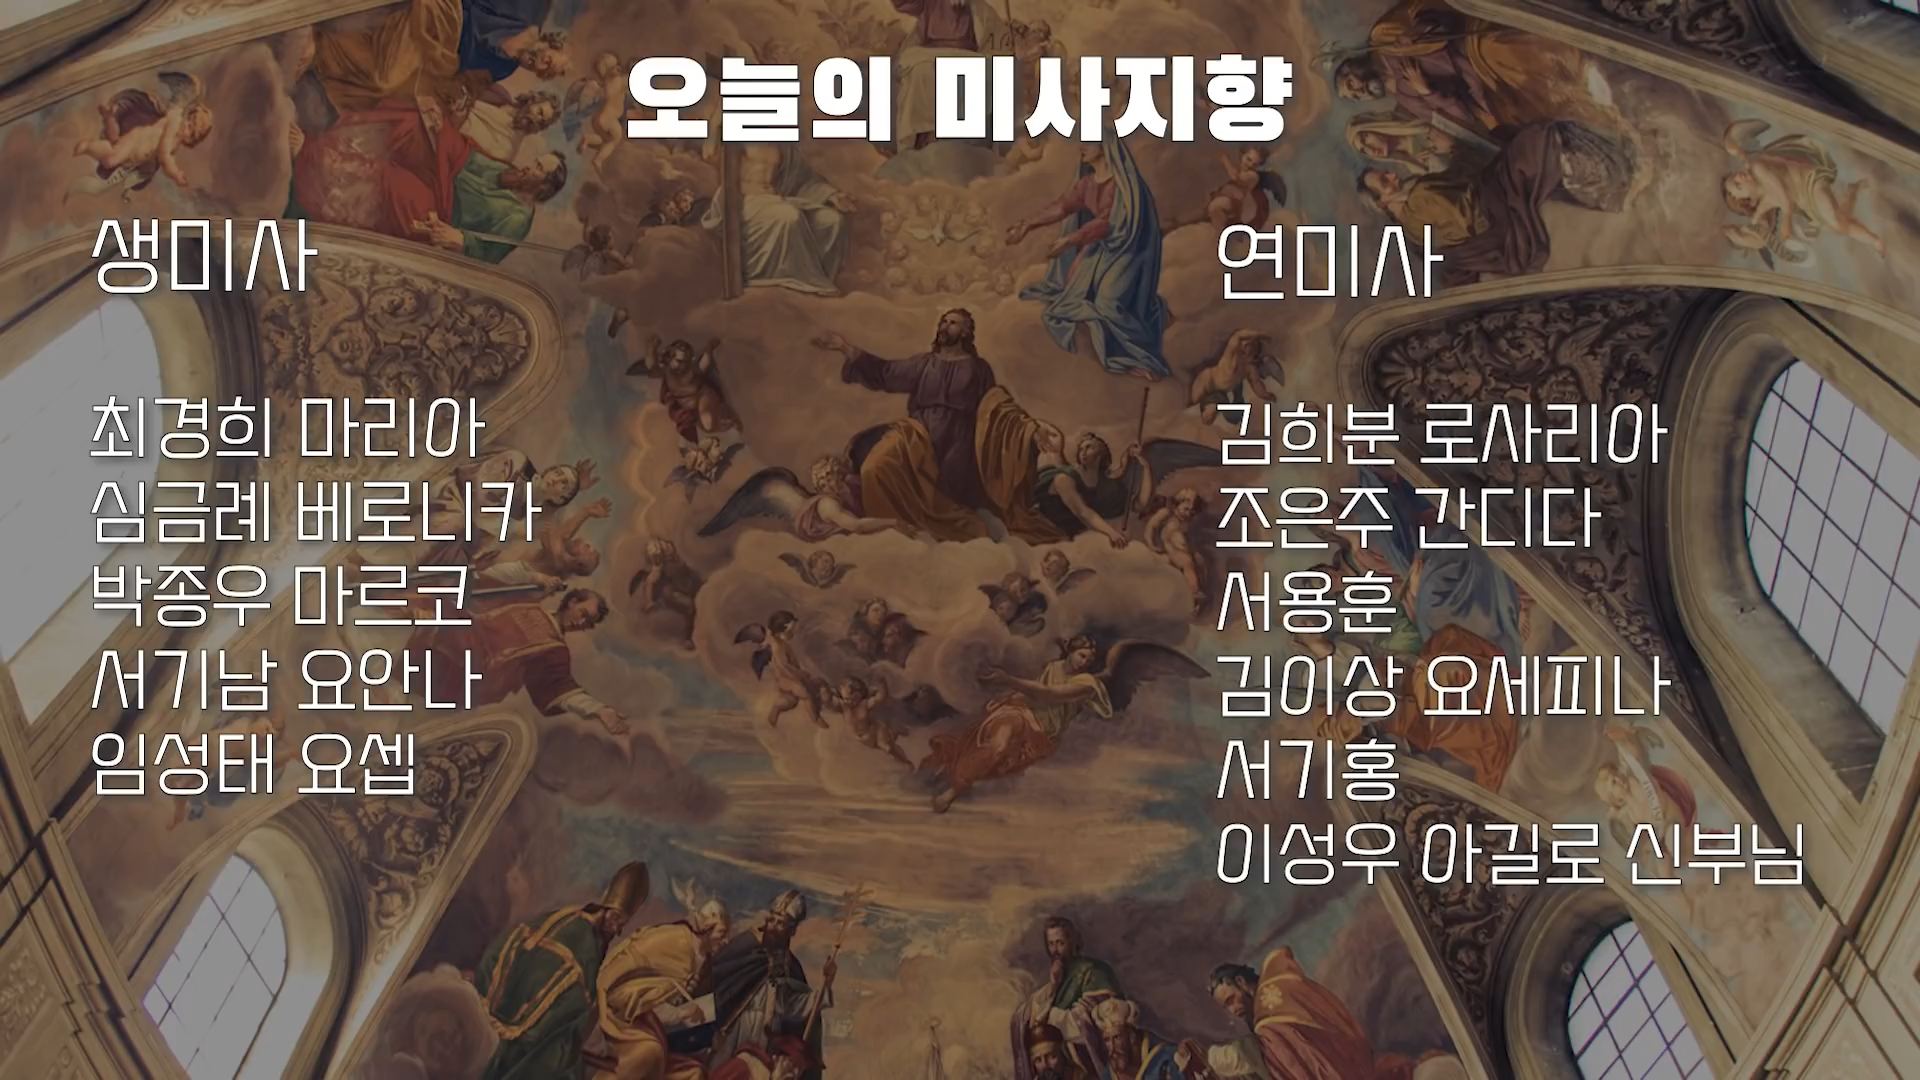 오늘의 미사지향
생미사
최경희 마리아
심금례 베로니카
박종우 마르코
서기남 요안나
임성태 요셉
연미사
김희분 로사리아
조은주 간디다
서용훈
김이상 요세피나
서기홍
이성우 아길로 신부님